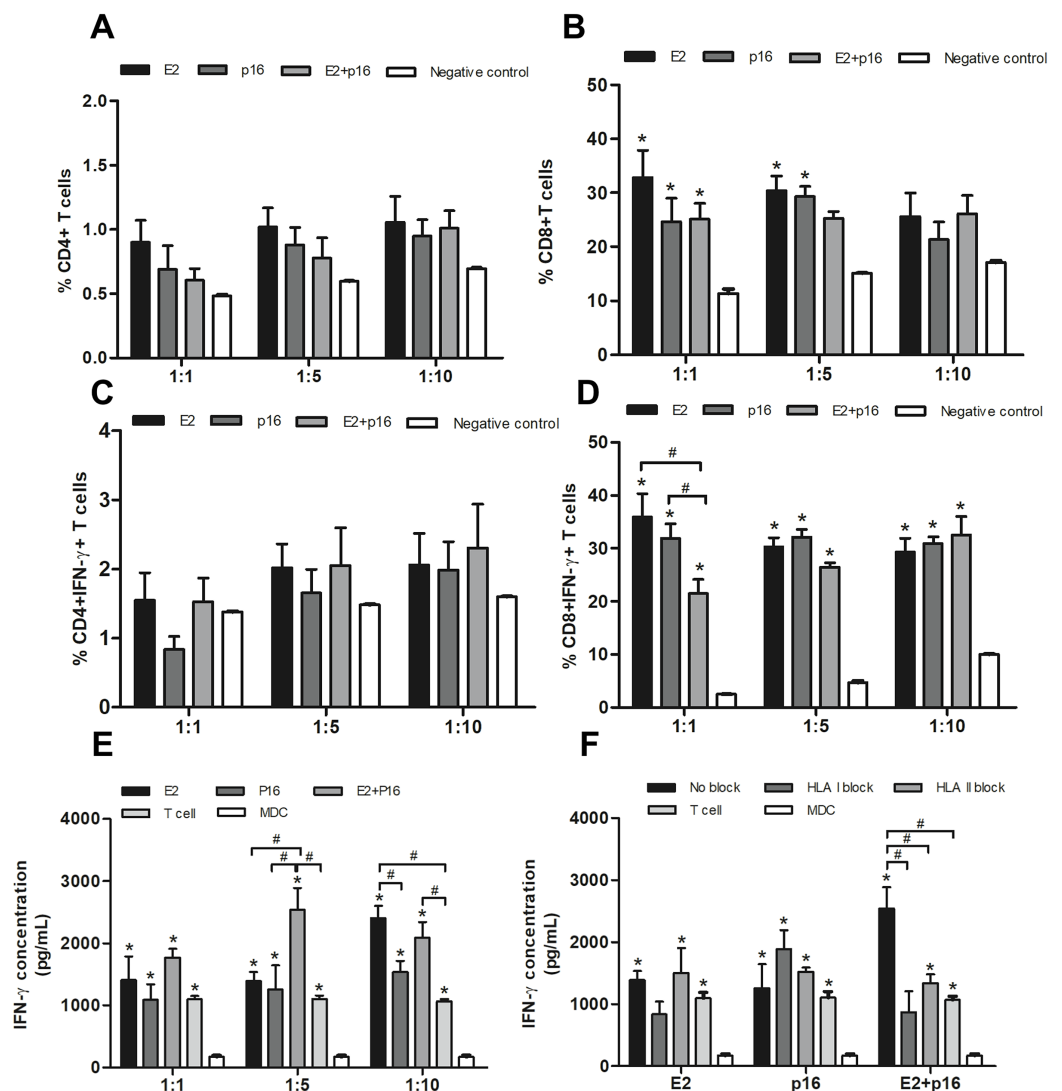 A
E2 p16 E2+p16 Negative control
% CD4+ T cells
2.0
1.5
1.0
0.5
0.0
1:1 1:5 1:10
B
E2 p16 E2+p16 Negative control
% CD8+T cells
50
40
30
20
10
0
* * *
* *
1:1 1:5 1:10
C
E2 p16 E2+p16 Negative control
% CD4+IFN-γ + T cells
4
3
2
1
0
1:1 1:5 1:10
D
E2 p16 E2+p16 Negative control
% CD8+IFN-γ+ T cells
50
40
30
20
10
0
#
#
* * *
* * *
* * *
1:1 1:5 1:10
E
E2 P16 E2+P16
T cell MDC
IFN-γ concentration
(pg/mL)
4000
3000
2000
1000
0
* * * *
#
# #
* * * *
#
# #
* * * *
1:1 1:5 1:10
F
No block HLA I block HLA II block
T cell MDC
IFN-γ concentration
(pg/mL)
4000
3000
2000
1000
0
* * *
* * * *
#
#
#
* * *
E2 p16 E2+p16